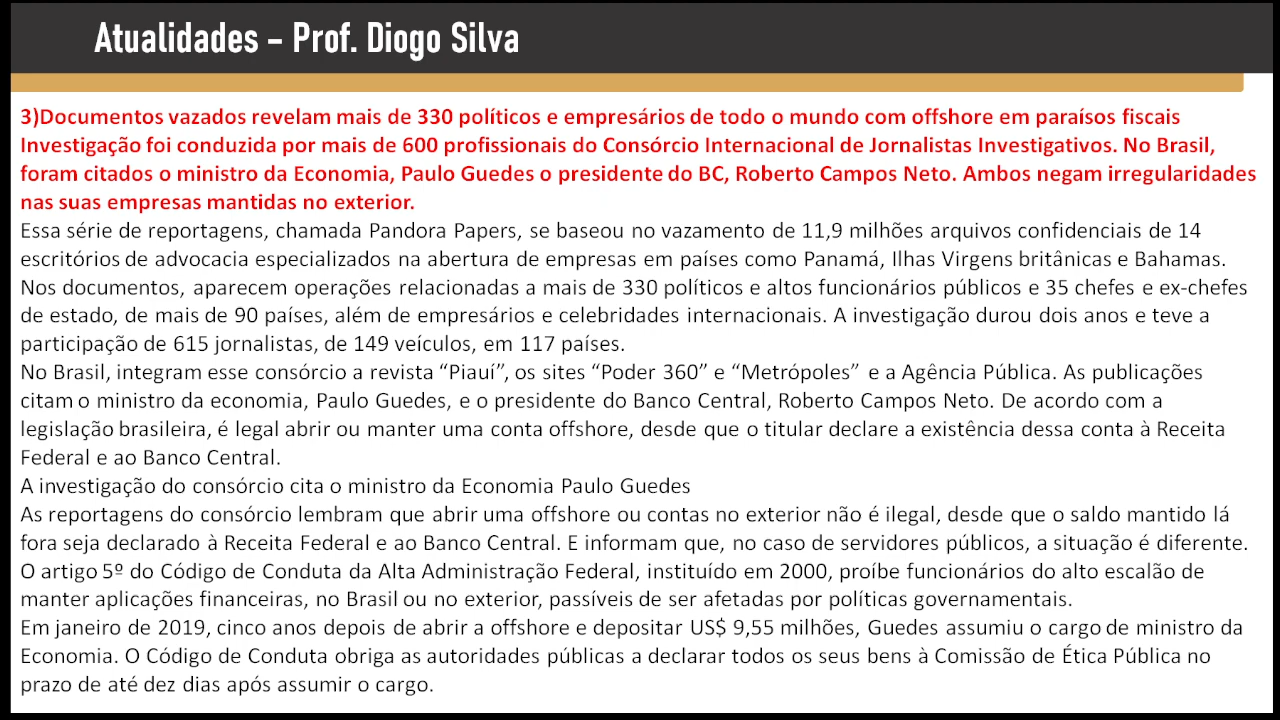 Atualidades – Prof. Diogo Silva
3)Documentos vazados revelam mais de 330 políticos e empresários de todo o mundo com offshore em paraísos fiscais
Investigação foi conduzida por mais de 600 profissionais do Consórcio Internacional de Jornalistas Investigativos. No Brasil,
foram citados o ministro da Economia, Paulo Guedes o presidente do BC, Roberto Campos Neto. Ambos negam irregularidades
nas suas empresas mantidas no exterior.
Essa série de reportagens, chamada Pandora Papers, se baseou no vazamento de 11,9 milhões arquivos confidenciais de 14
escritórios de advocacia especializados na abertura de empresas em países como Panamá, Ilhas Virgens britânicas e Bahamas.
Nos documentos, aparecem operações relacionadas a mais de 330 políticos e altos funcionários públicos e 35 chefes e ex-chefes
de estado, de mais de 90 países, além de empresários e celebridades internacionais. A investigação durou dois anos e teve a
participação de 615 jornalistas, de 149 veículos, em 117 países.
No Brasil, integram esse consórcio a revista “Piauí”, os sites “Poder 360” e “Metrópoles” e a Agência Pública. As publicações
citam o ministro da economia, Paulo Guedes, e o presidente do Banco Central, Roberto Campos Neto. De acordo com a
legislação brasileira, é legal abrir ou manter uma conta offshore, desde que o titular declare a existência dessa conta à Receita
Federal e ao Banco Central.
A investigação do consórcio cita o ministro da Economia Paulo Guedes
As reportagens do consórcio lembram que abrir uma offshore ou contas no exterior não é ilegal, desde que o saldo mantido lá
fora seja declarado à Receita Federal e ao Banco Central. E informam que, no caso de servidores públicos, a situação é diferente.
O artigo 5º do Código de Conduta da Alta Administração Federal, instituído em 2000, proíbe funcionários do alto escalão de
manter aplicações financeiras, no Brasil ou no exterior, passíveis de ser afetadas por políticas governamentais.
Em janeiro de 2019, cinco anos depois de abrir a offshore e depositar US$ 9,55 milhões, Guedes assumiu o cargo de ministro da
Economia. O Código de Conduta obriga as autoridades públicas a declarar todos os seus bens à Comissão de Ética Pública no
prazo de até dez dias após assumir o cargo.